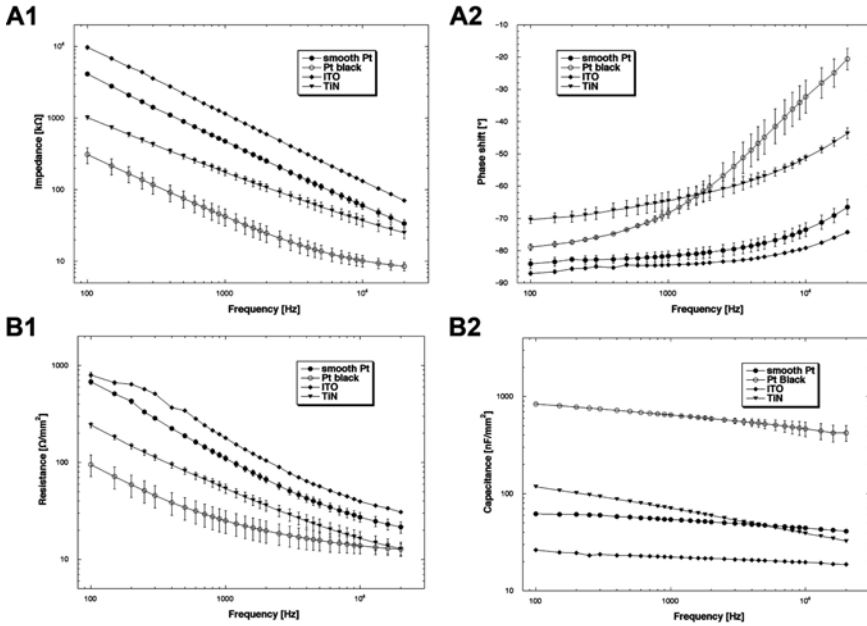 A1
10⁴
1000
100
10
Impedance [kΩ]
smooth Pt
Pt black
ITO
TiN
100
1000
10⁴
Frequency [Hz]
A2
-10
-20
-30
-40
-50
-60
-70
-80
-90
Phase shift [°]
smooth Pt
Pt black
ITO
TiN
100
1000
10⁴
Frequency [Hz]
B1
1000
100
10
Resistance [Ω/mm²]
smooth Pt
Pt black
ITO
TiN
100
1000
10⁴
Frequency [Hz]
B2
1000
100
10
Capacitance [nF/mm²]
smooth Pt
Pt Black
ITO
TiN
100
1000
10⁴
Frequency [Hz]